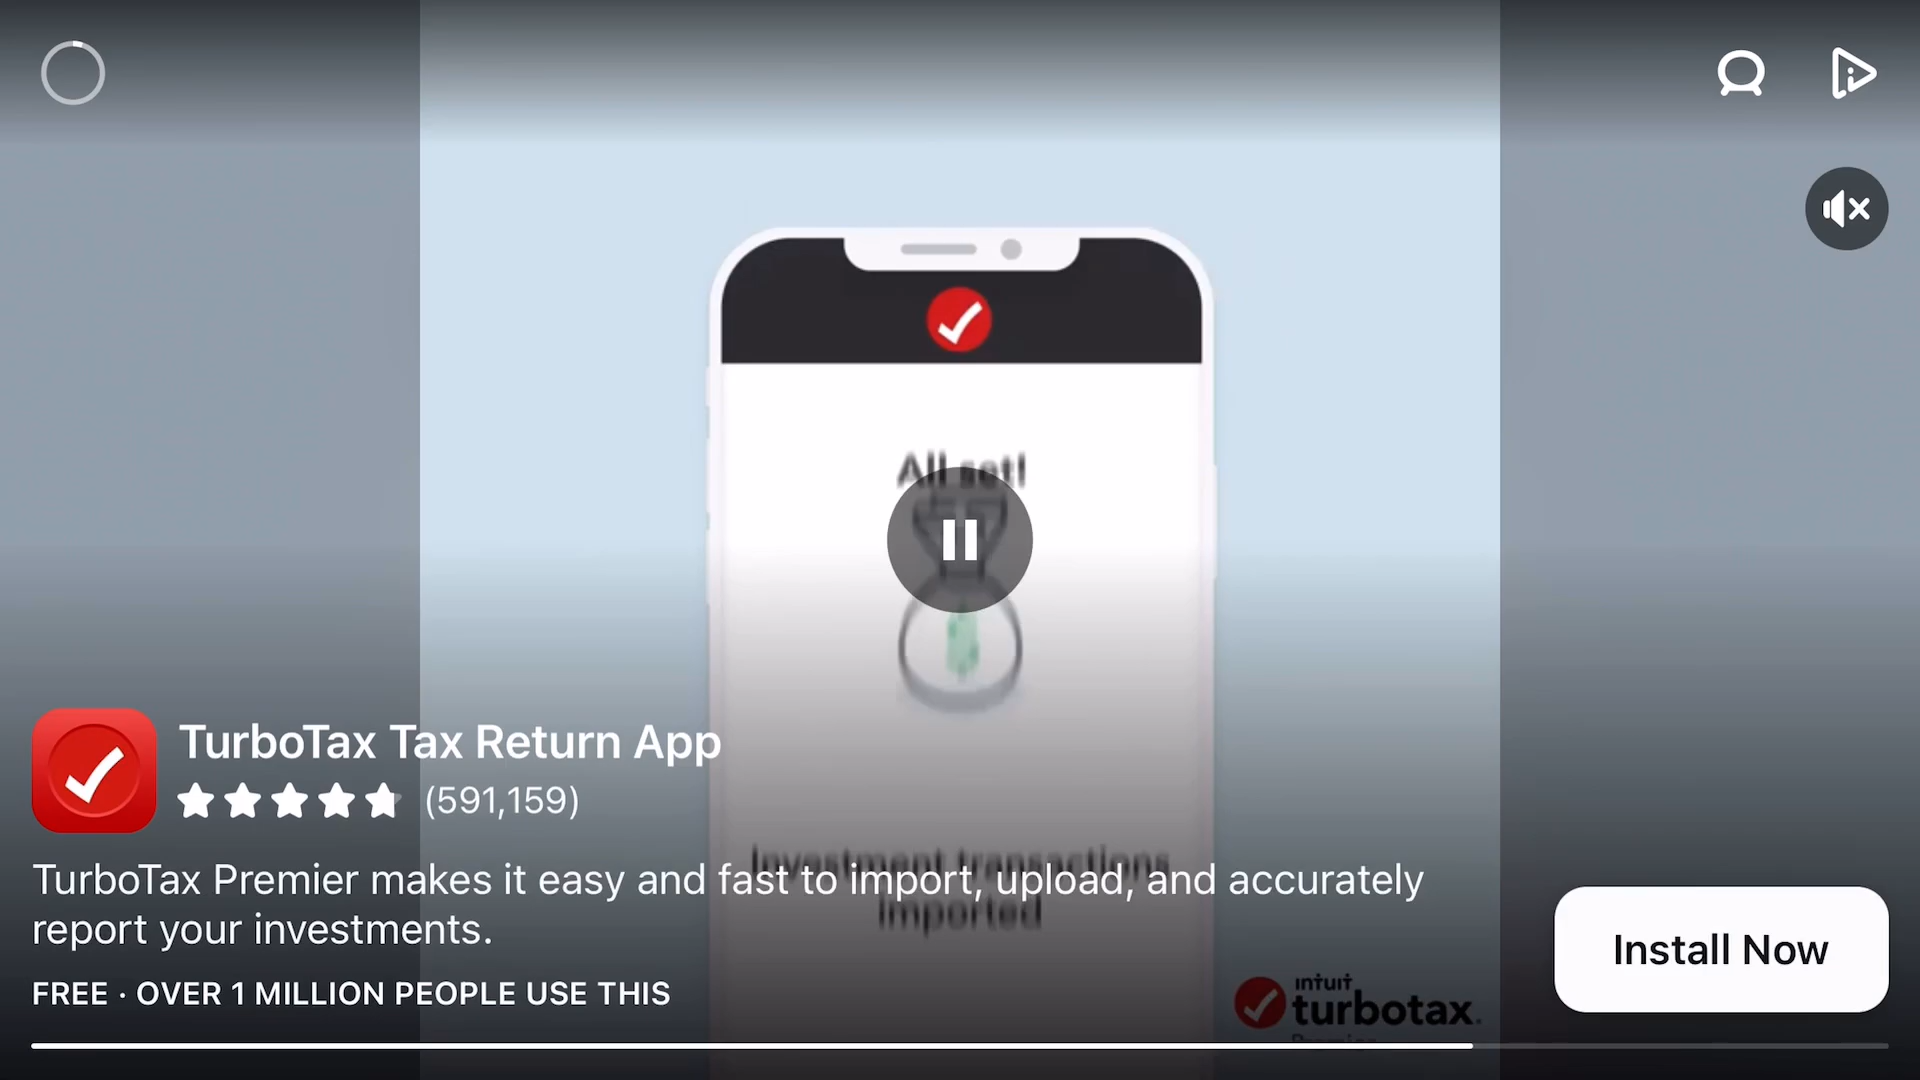 All set!
TurboTax Tax Return App
(591,159)
Investment transactions
imported
TurboTax Premier makes it easy and fast to import, upload, and accurately
report your investments.
FREE · OVER 1 MILLION PEOPLE USE THIS
Install Now
intuit
turbotax.
Premier